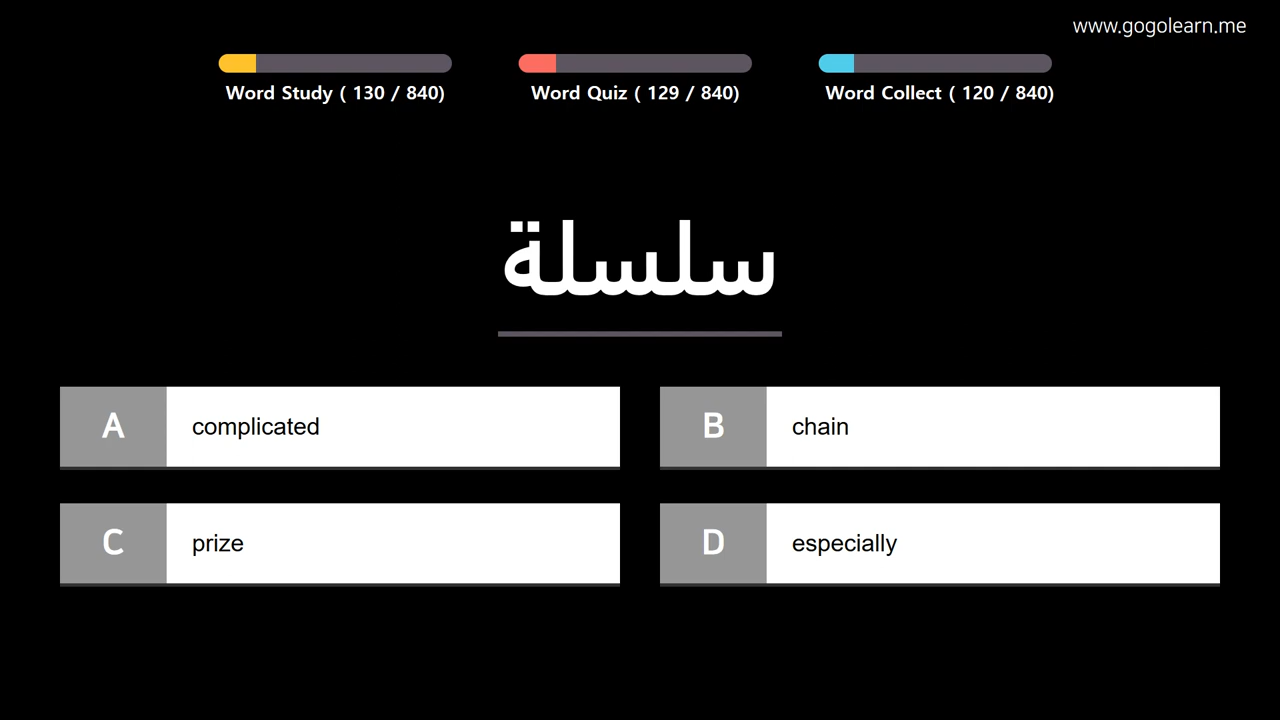 www.gogolearn.me
Word Study ( 130 / 840)
Word Quiz ( 129 / 840)
Word Collect ( 120 / 840)
سلسلة
A complicated
B chain
C prize
D especially